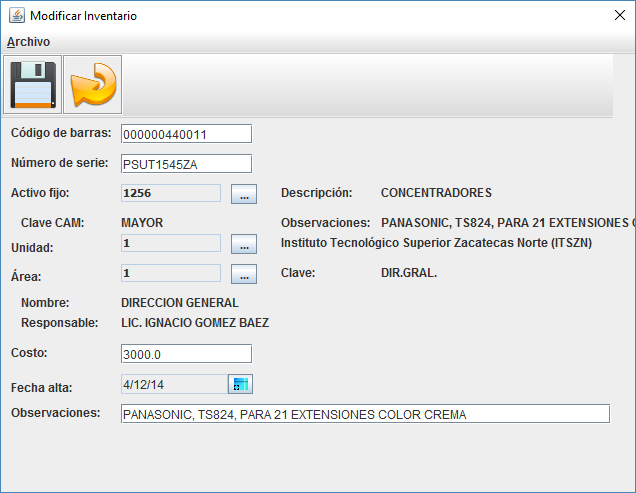 Modificar Inventario
Archivo
Código de barras: 000000440011
Número de serie: PSUT1545ZA
Activo fijo: 1256 ... Descripción: CONCENTRADORES
Clave CAM: MAYOR Observaciones: PANASONIC, TS824, PARA 21 EXTENSIONES C
Unidad: 1 ... Instituto Tecnológico Superior Zacatecas Norte (ITSZN)
Área: 1 ... Clave: DIR.GRAL.
Nombre: DIRECCION GENERAL
Responsable: LIC. IGNACIO GOMEZ BAEZ
Costo: 3000.0
Fecha alta: 4/12/14
Observaciones: PANASONIC, TS824, PARA 21 EXTENSIONES COLOR CREMA